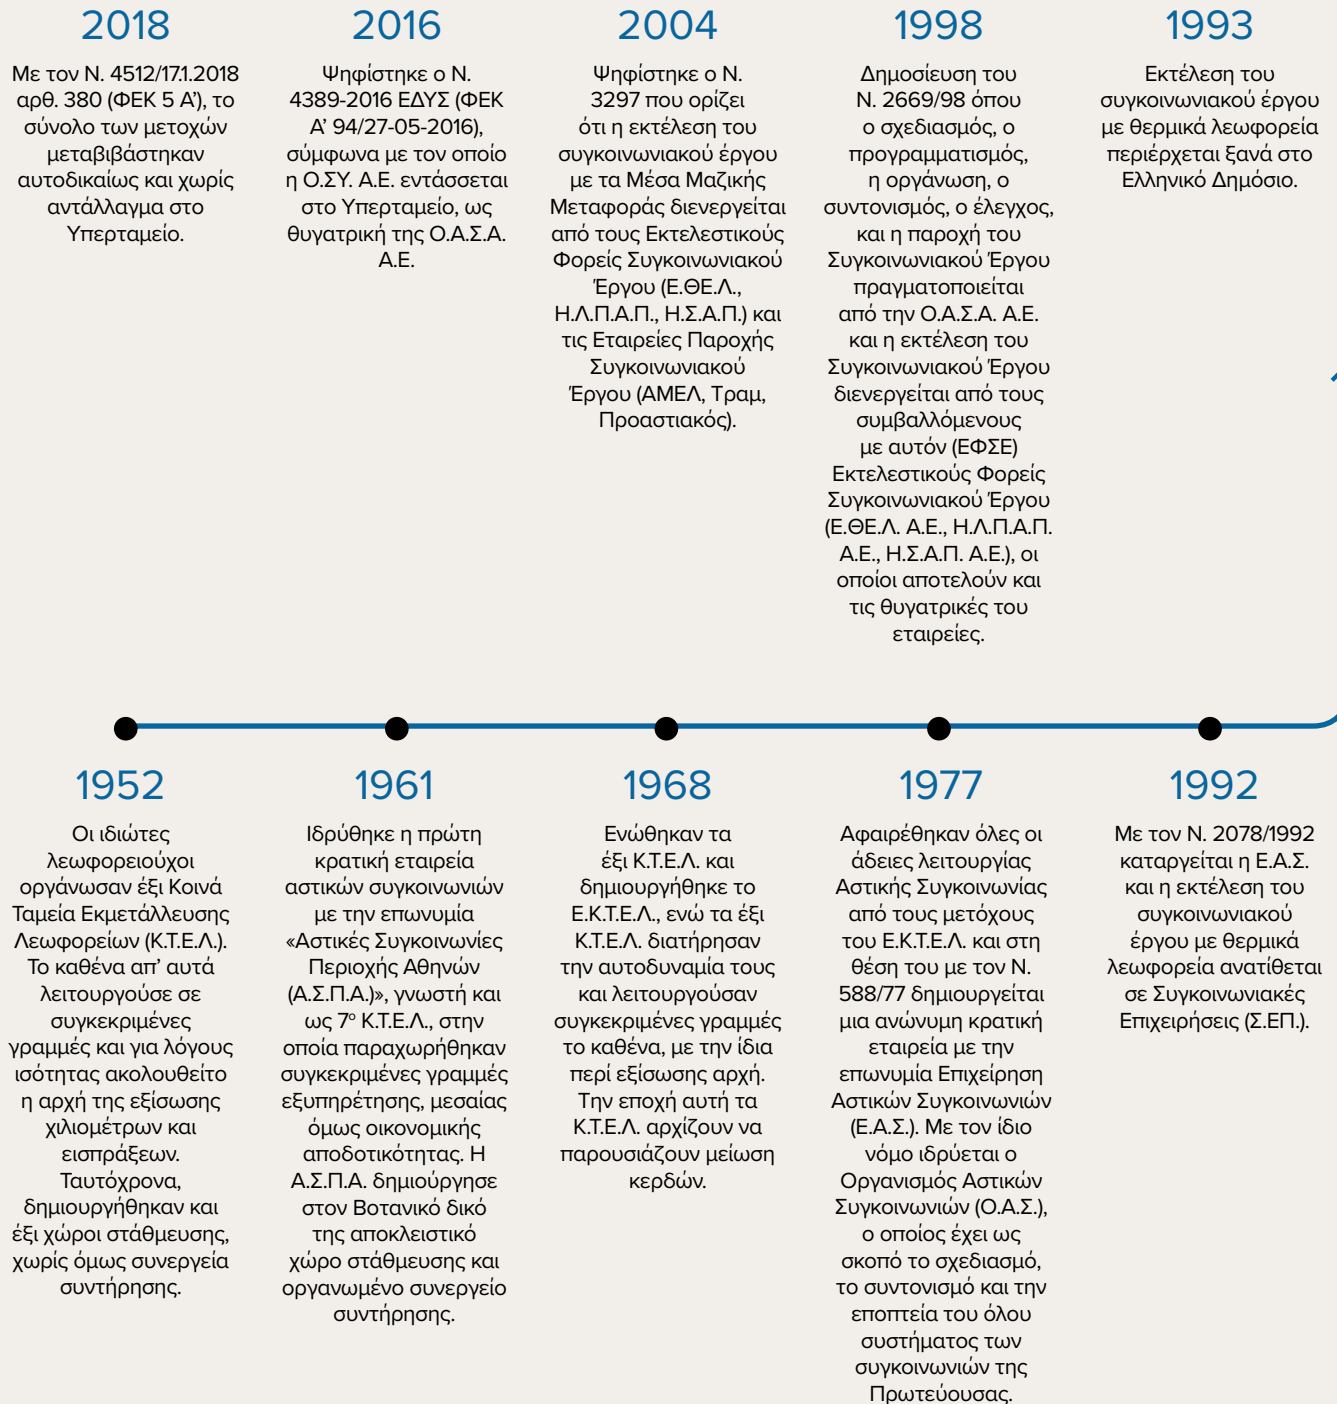 2018
Με τον Ν. 4512/17.1.2018
αρθ. 380 (ΦΕΚ 5 Α’), το
σύνολο των μετοχών
μεταβιβάστηκαν
αυτοδικαίως και χωρίς
αντάλλαγμα στο
Υπερταμείο.
2016
Ψηφίστηκε ο Ν.
4389-2016 ΕΔΥΣ (ΦΕΚ
Α’ 94/27-05-2016),
σύμφωνα με τον οποίο
η Ο.ΣΥ. Α.Ε. εντάσσεται
στο Υπερταμείο, ως
θυγατρική της Ο.Α.Σ.Α.
Α.Ε.
2004
Ψηφίστηκε ο Ν.
3297 που ορίζει
ότι η εκτέλεση του
συγκοινωνιακού έργου
με τα Μέσα Μαζικής
Μεταφοράς διενεργείται
από τους Εκτελεστικούς
Φορείς Συγκοινωνιακού
Έργου (Ε.ΘΕ.Λ.,
Η.Λ.Π.Α.Π., Η.Σ.Α.Π.) και
τις Εταιρείες Παροχής
Συγκοινωνιακού
Έργου (ΑΜΕΛ, Τραμ,
Προαστιακός).
1998
Δημοσίευση του
Ν. 2669/98 όπου
ο σχεδιασμός, ο
προγραμματισμός,
η οργάνωση, ο
συντονισμός, ο έλεγχος,
και η παροχή του
Συγκοινωνιακού Έργου
πραγματοποιείται
από την Ο.Α.Σ.Α. Α.Ε.
και η εκτέλεση του
Συγκοινωνιακού Έργου
διενεργείται από τους
συμβαλλόμενους
με αυτόν (ΕΦΣΕ)
Εκτελεστικούς Φορείς
Συγκοινωνιακού Έργου
(Ε.ΘΕ.Λ. Α.Ε., Η.Λ.Π.Α.Π.
Α.Ε., Η.Σ.Α.Π. Α.Ε.), οι
οποίοι αποτελούν και
τις θυγατρικές του
εταιρείες.
1993
Εκτέλεση του
συγκοινωνιακού έργου
με θερμικά λεωφορεία
περιέρχεται ξανά στο
Ελληνικό Δημόσιο.
1952
Οι ιδιώτες
λεωφορειούχοι
οργάνωσαν έξι Κοινά
Ταμεία Εκμετάλλευσης
Λεωφορείων (Κ.Τ.Ε.Λ.).
Το καθένα απ’ αυτά
λειτουργούσε σε
συγκεκριμένες
γραμμές και για λόγους
ισότητας ακολουθείτο
η αρχή της εξίσωσης
χιλιομέτρων και
εισπράξεων.
Ταυτόχρονα,
δημιουργήθηκαν και
έξι χώροι στάθμευσης,
χωρίς όμως συνεργεία
συντήρησης.
1961
Ιδρύθηκε η πρώτη
κρατική εταιρεία
αστικών συγκοινωνιών
με την επωνυμία
«Αστικές Συγκοινωνίες
Περιοχής Αθηνών
(Α.Σ.Π.Α.)», γνωστή και
ως 7º Κ.Τ.Ε.Λ., στην
οποία παραχωρήθηκαν
συγκεκριμένες γραμμές
εξυπηρέτησης, μεσαίας
όμως οικονομικής
αποδοτικότητας. Η
Α.Σ.Π.Α. δημιούργησε
στον Βοτανικό δικό
της αποκλειστικό
χώρο στάθμευσης και
οργανωμένο συνεργείο
συντήρησης.
1968
Ενώθηκαν τα
έξι Κ.Τ.Ε.Λ. και
δημιουργήθηκε το
Ε.Κ.Τ.Ε.Λ., ενώ τα έξι
Κ.Τ.Ε.Λ. διατήρησαν
την αυτοδυναμία τους
και λειτουργούσαν
συγκεκριμένες γραμμές
το καθένα, με την ίδια
περί εξίσωσης αρχή.
Την εποχή αυτή τα
Κ.Τ.Ε.Λ. αρχίζουν να
παρουσιάζουν μείωση
κερδών.
1977
Αφαιρέθηκαν όλες οι
άδειες λειτουργίας
Αστικής Συγκοινωνίας
από τους μετόχους
του Ε.Κ.Τ.Ε.Λ. και στη
θέση του με τον Ν.
588/77 δημιουργείται
μια ανώνυμη κρατική
εταιρεία με την
επωνυμία Επιχείρηση
Αστικών Συγκοινωνιών
(Ε.Α.Σ.). Με τον ίδιο
νόμο ιδρύεται ο
Οργανισμός Αστικών
Συγκοινωνιών (Ο.Α.Σ.),
ο οποίος έχει ως
σκοπό το σχεδιασμό,
το συντονισμό και την
εποπτεία του όλου
συστήματος των
συγκοινωνιών της
Πρωτεύουσας.
1992
Με τον Ν. 2078/1992
καταργείται η Ε.Α.Σ.
και η εκτέλεση του
συγκοινωνιακού
έργου με θερμικά
λεωφορεία ανατίθεται
σε Συγκοινωνιακές
Επιχειρήσεις (Σ.ΕΠ.).